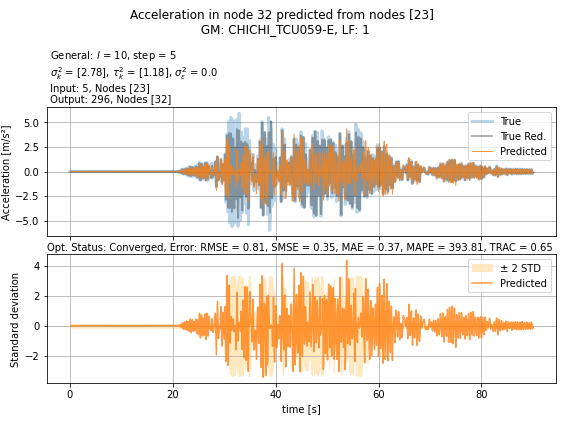 Acceleration in node 32 predicted from nodes [23]
GM: CHICHI_TCU059-E, LF: 1
General: l = 10, step = 5
σ²ₖ = [2.78], τ²ₖ = [1.18], σ²ε = 0.0
Input: 5, Nodes [23]
Output: 296, Nodes [32]
Acceleration [m/s²]
5.0
2.5
0.0
−2.5
−5.0
True
True Red.
Predicted
Opt. Status: Converged, Error: RMSE = 0.81, SMSE = 0.35, MAE = 0.37, MAPE = 393.81, TRAC = 0.65
Standard deviation
4
2
0
−2
± 2 STD
Predicted
0 20 40 60 80
time [s]